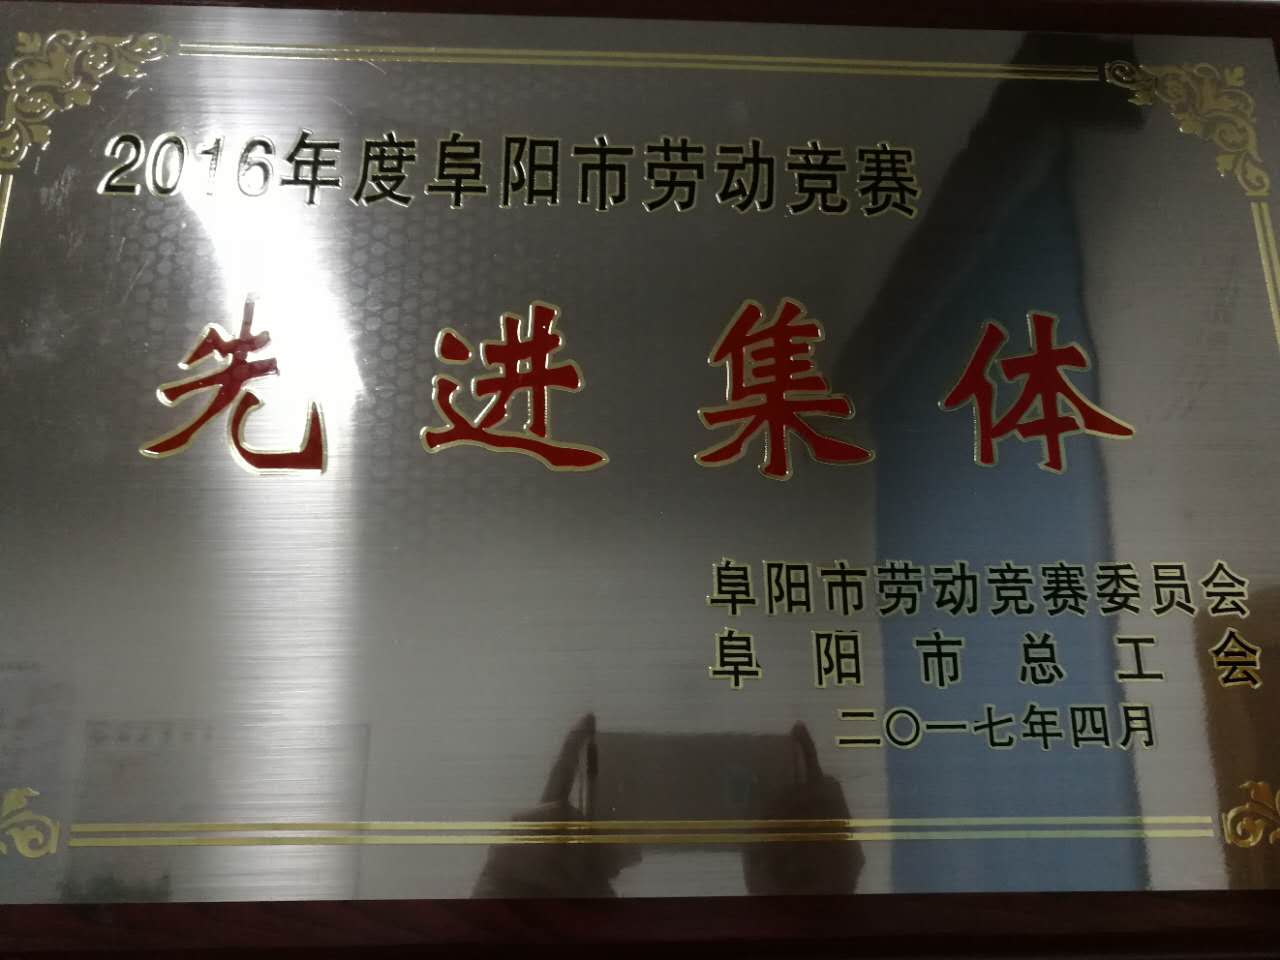 2016年度阜阳市劳动竞赛
先进集体
阜阳市劳动竞赛委员会
阜阳市总工会
二〇一七年四月